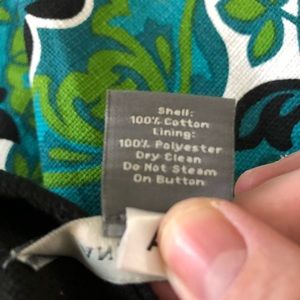 Shell:
100% Cotton
Lining:
100% Polyester
Dry Clean
Do Not Steam
On Button